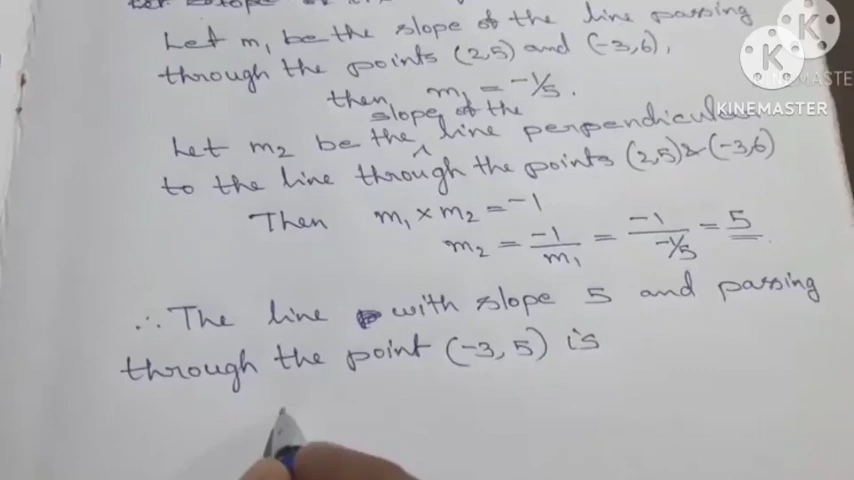 slope of
Let m₁ be the slope of the line passing
through the points (2,5) and (-3,6),
then m₁ = -1/5.
slope of the
Let m₂ be the ^ line perpendicular
to the line through the points (2,5) & (-3,6)
Then m₁ × m₂ = -1
m₂ = -1/m₁ = -1/-1/5 = 5
∴ The line with slope 5 and passing
through the point (-3, 5) is
KINEMASTER
KINEMASTER